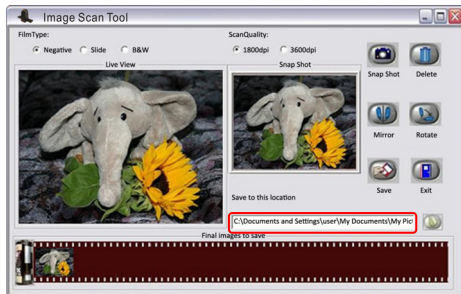 Image Scan Tool
FilmType:
Negative Slide B&W
ScanQuality:
1800dpi 3600dpi
Live View
Snap Shot
Snap Shot Delete
Mirror Rotate
Save Exit
Save to this location
C:\Documents and Settings\user\My Documents\My Pict
Final images to save